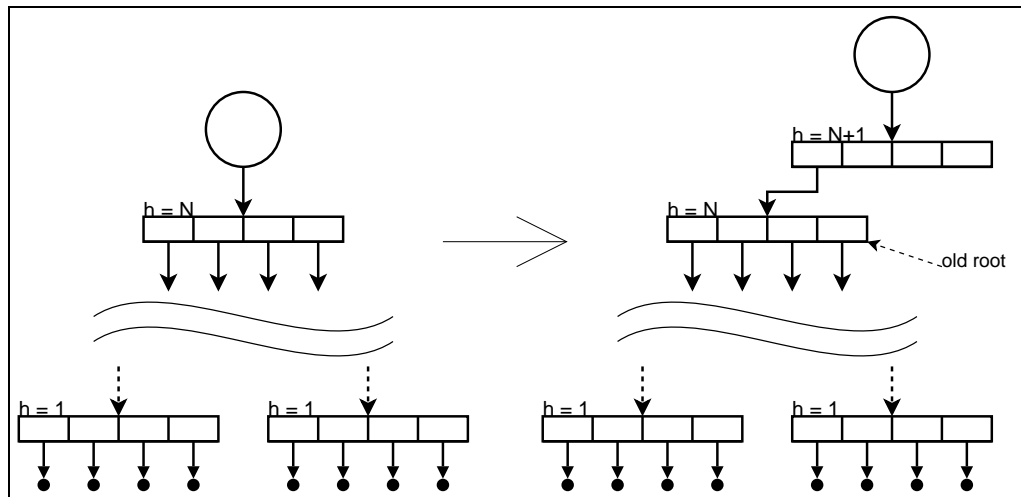 h = N+1
h = N
h = N
old root
h = 1
h = 1
h = 1
h = 1